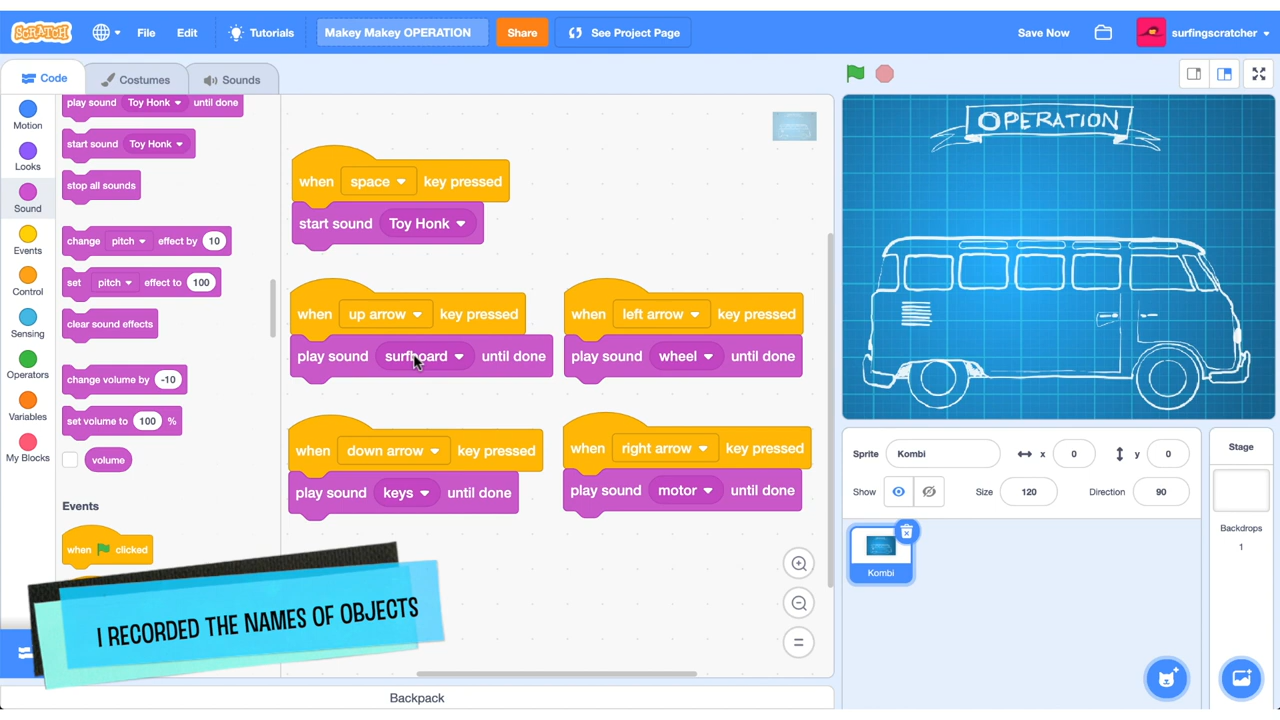 SCRATCH
File
Edit
Tutorials
Makey Makey OPERATION
Share
See Project Page
Save Now
surfingscratcher
Code
Costumes
Sounds
Motion
Looks
Sound
Events
Control
Sensing
Operators
Variables
My Blocks
play sound Toy Honk until done
start sound Toy Honk
stop all sounds
change pitch effect by 10
set pitch effect to 100
clear sound effects
change volume by -10
set volume to 100 %
volume
Events
when clicked
when space key pressed
start sound Toy Honk
when up arrow key pressed
play sound surfboard until done
when left arrow key pressed
play sound wheel until done
when down arrow key pressed
play sound keys until done
when right arrow key pressed
play sound motor until done
I RECORDED THE NAMES OF OBJECTS
Backpack
OPERATION
Sprite Kombi x 0 y 0
Show Size 120 Direction 90
Kombi
Stage
Backdrops
1